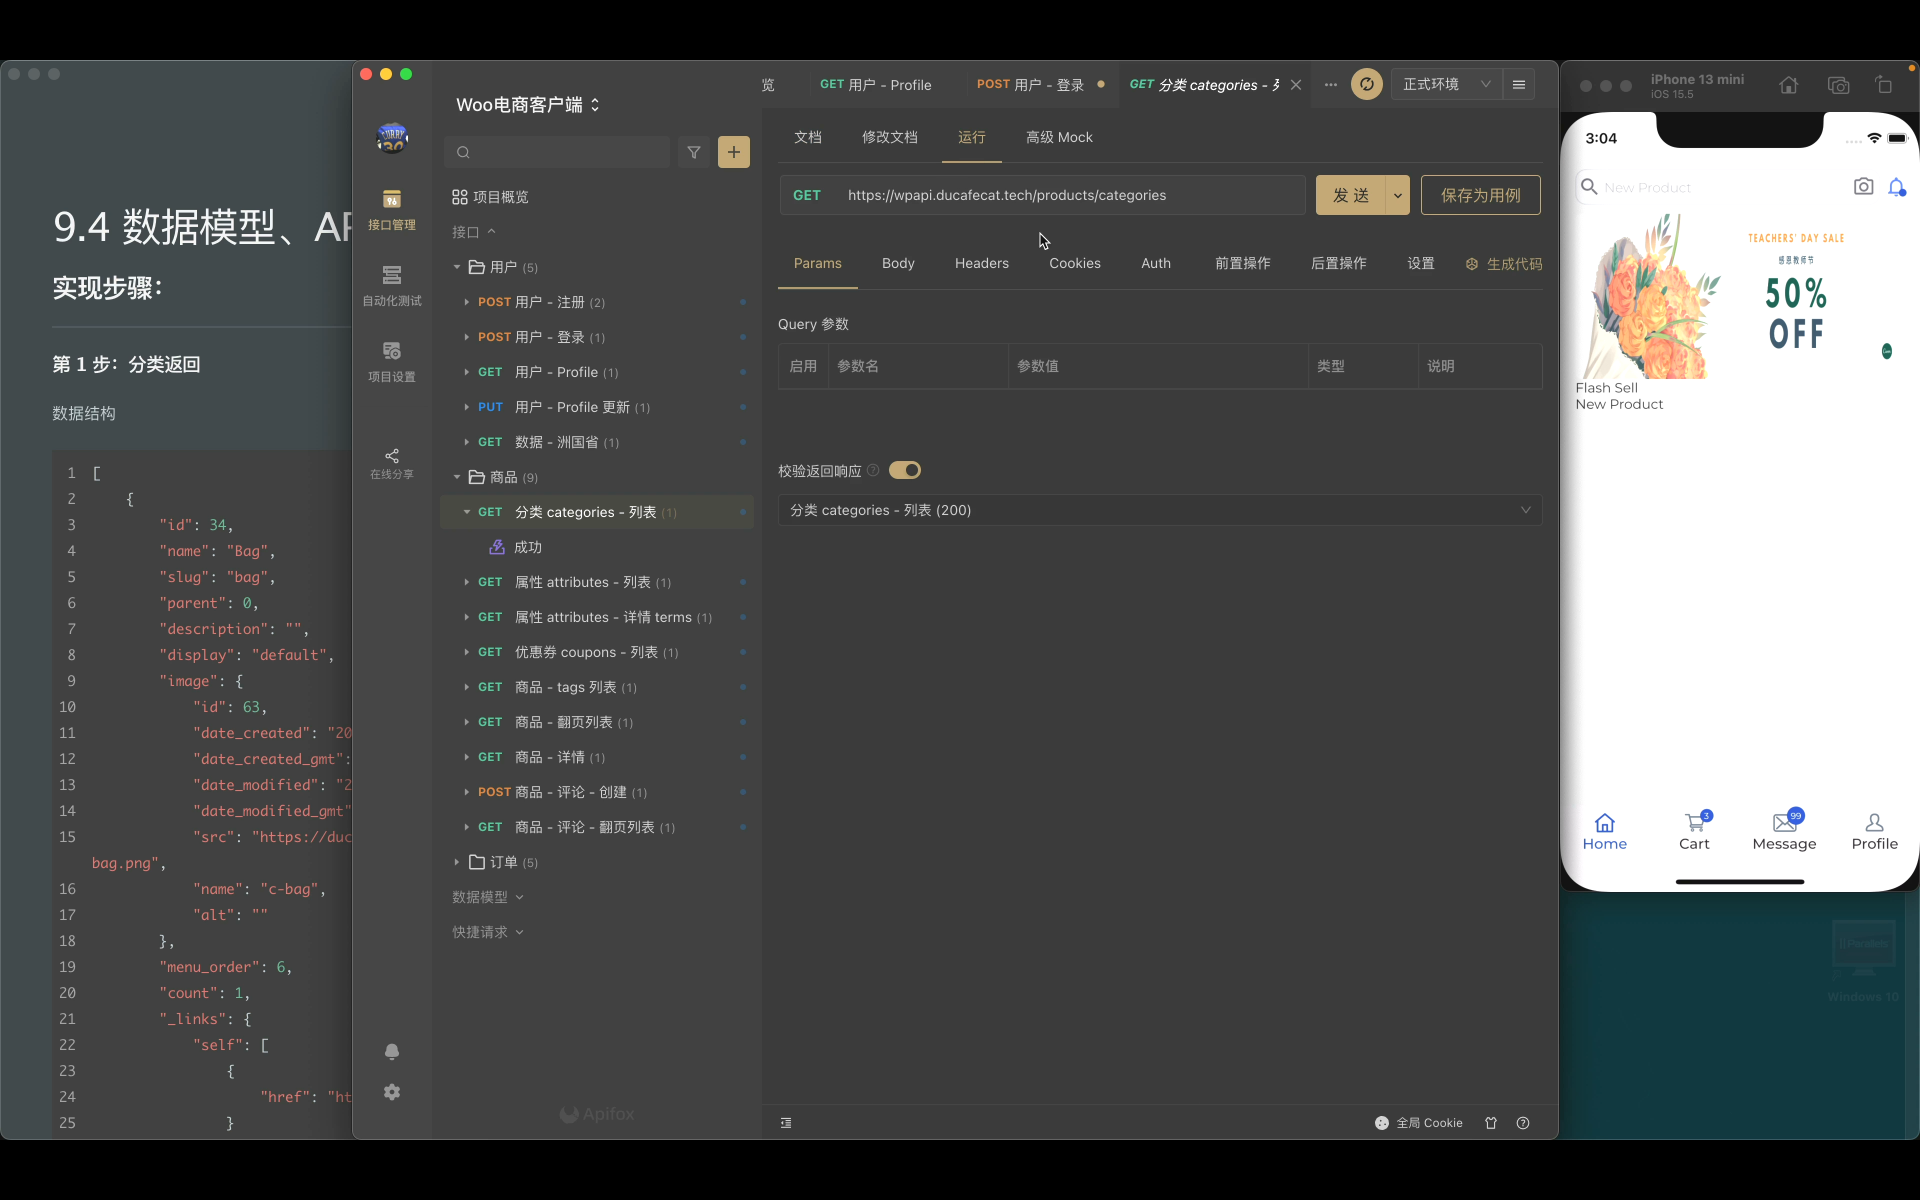 9.4 数据模型、AP
实现步骤：
第 1 步：分类返回
数据结构
1 [
2 {
3 "id": 34,
4 "name": "Bag",
5 "slug": "bag",
6 "parent": 0,
7 "description": "",
8 "display": "default",
9 "image": {
10 "id": 63,
11 "date_created": "20
12 "date_created_gmt":
13 "date_modified": "2
14 "date_modified_gmt"
15 "src": "https://duc
bag.png",
16 "name": "c-bag",
17 "alt": ""
18 },
19 "menu_order": 6,
20 "count": 1,
21 "_links": {
22 "self": [
23 {
24 "href": "ht
25 }
接口管理
自动化测试
项目设置
在线分享
Woo电商客户端
项目概览
接口
用户 (5)
POST 用户 - 注册 (2)
POST 用户 - 登录 (1)
GET 用户 - Profile (1)
PUT 用户 - Profile 更新 (1)
GET 数据 - 洲国省 (1)
商品 (9)
GET 分类 categories - 列表 (1)
成功
GET 属性 attributes - 列表 (1)
GET 属性 attributes - 详情 terms (1)
GET 优惠券 coupons - 列表 (1)
GET 商品 - tags 列表 (1)
GET 商品 - 翻页列表 (1)
GET 商品 - 详情 (1)
POST 商品 - 评论 - 创建 (1)
GET 商品 - 评论 - 翻页列表 (1)
订单 (5)
数据模型
快捷请求
Apifox
览 GET 用户 - Profile POST 用户 - 登录 GET 分类 categories - 列 ··· 正式环境
文档 修改文档 运行 高级 Mock
GET https://wpapi.ducafecat.tech/products/categories 发 送 保存为用例
Params Body Headers Cookies Auth 前置操作 后置操作 设置 生成代码
Query 参数
启用 参数名 参数值 类型 说明
校验返回响应
分类 categories - 列表 (200)
全局 Cookie
iPhone 13 mini
iOS 15.5
3:04
New Product
TEACHERS' DAY SALE
感恩教师节
50%
OFF
Flash Sell
New Product
3
99
Home Cart Message Profile
Parallels
Windows 10